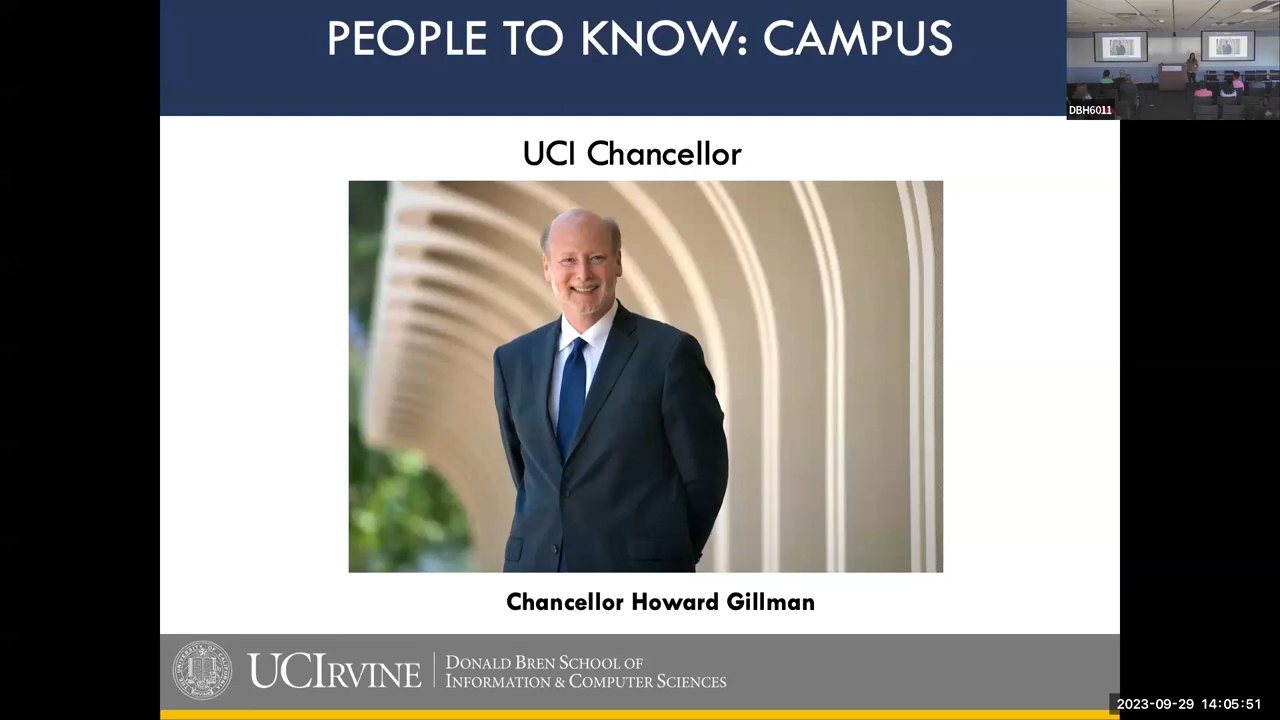 PEOPLE TO KNOW: CAMPUS
DBH6011
UCI Chancellor
Chancellor Howard Gillman
UCIRVINE
DONALD BREN SCHOOL OF
INFORMATION & COMPUTER SCIENCES
2023-09-29 14:05:51